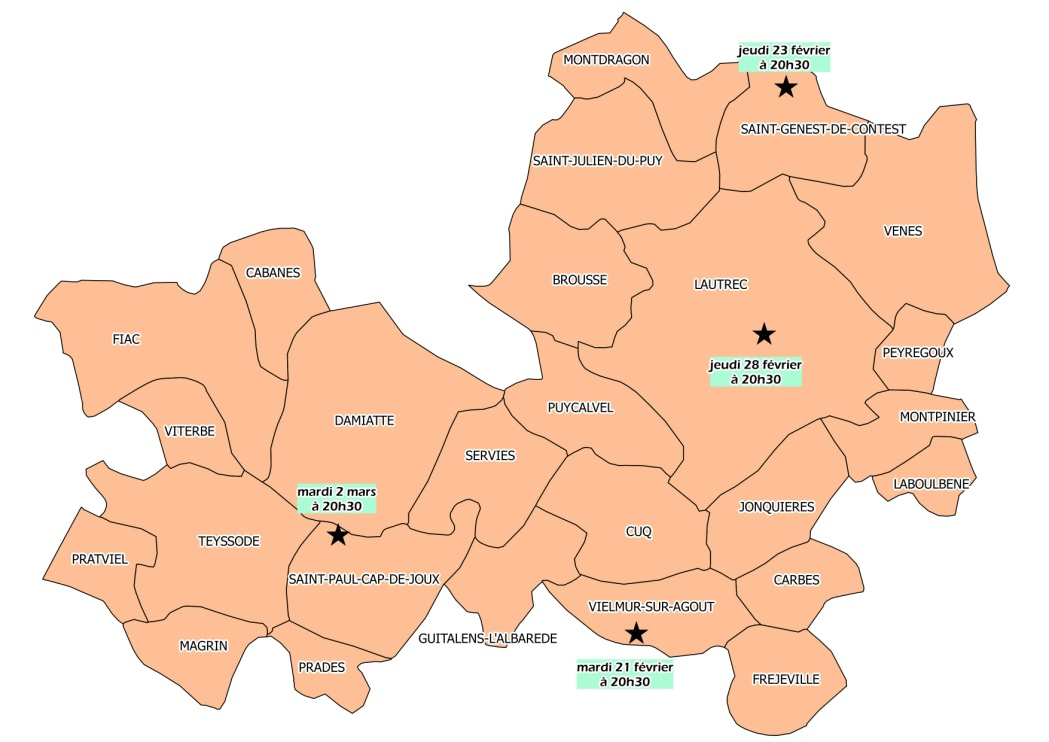 jeudi 23 février
à 20h30
MONTDRAGON
SAINT-GENEST-DE-CONTEST
SAINT-JULIEN-DU-PUY
VENES
CABANES
BROUSSE
LAUTREC
FIAC
PEYREGOUX
jeudi 28 février
à 20h30
PUYCALVEL
MONTPINIER
DAMIATTE
VITERBE
SERVIES
LABOULBENE
mardi 2 mars
à 20h30
JONQUIERES
CUQ
TEYSSODE
PRATVIEL
SAINT-PAUL-CAP-DE-JOUX
CARBES
VIELMUR-SUR-AGOUT
GUITALENS-L'ALBAREDE
MAGRIN
PRADES
mardi 21 février
à 20h30
FREJEVILLE